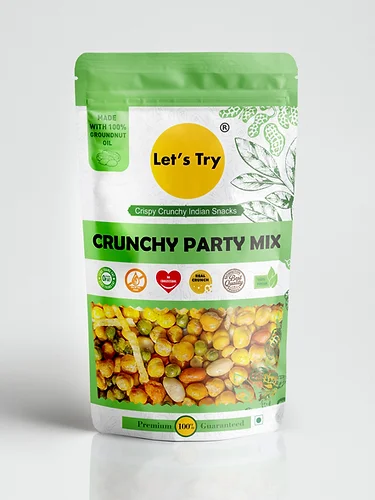 MADE
WITH 100%
GROUNDNUT
OIL
Let's Try
®
Crispy Crunchy Indian Snacks
CRUNCHY PARTY MIX
REAL
CRUNCH
Best
Quality
Premium 100% Guaranteed